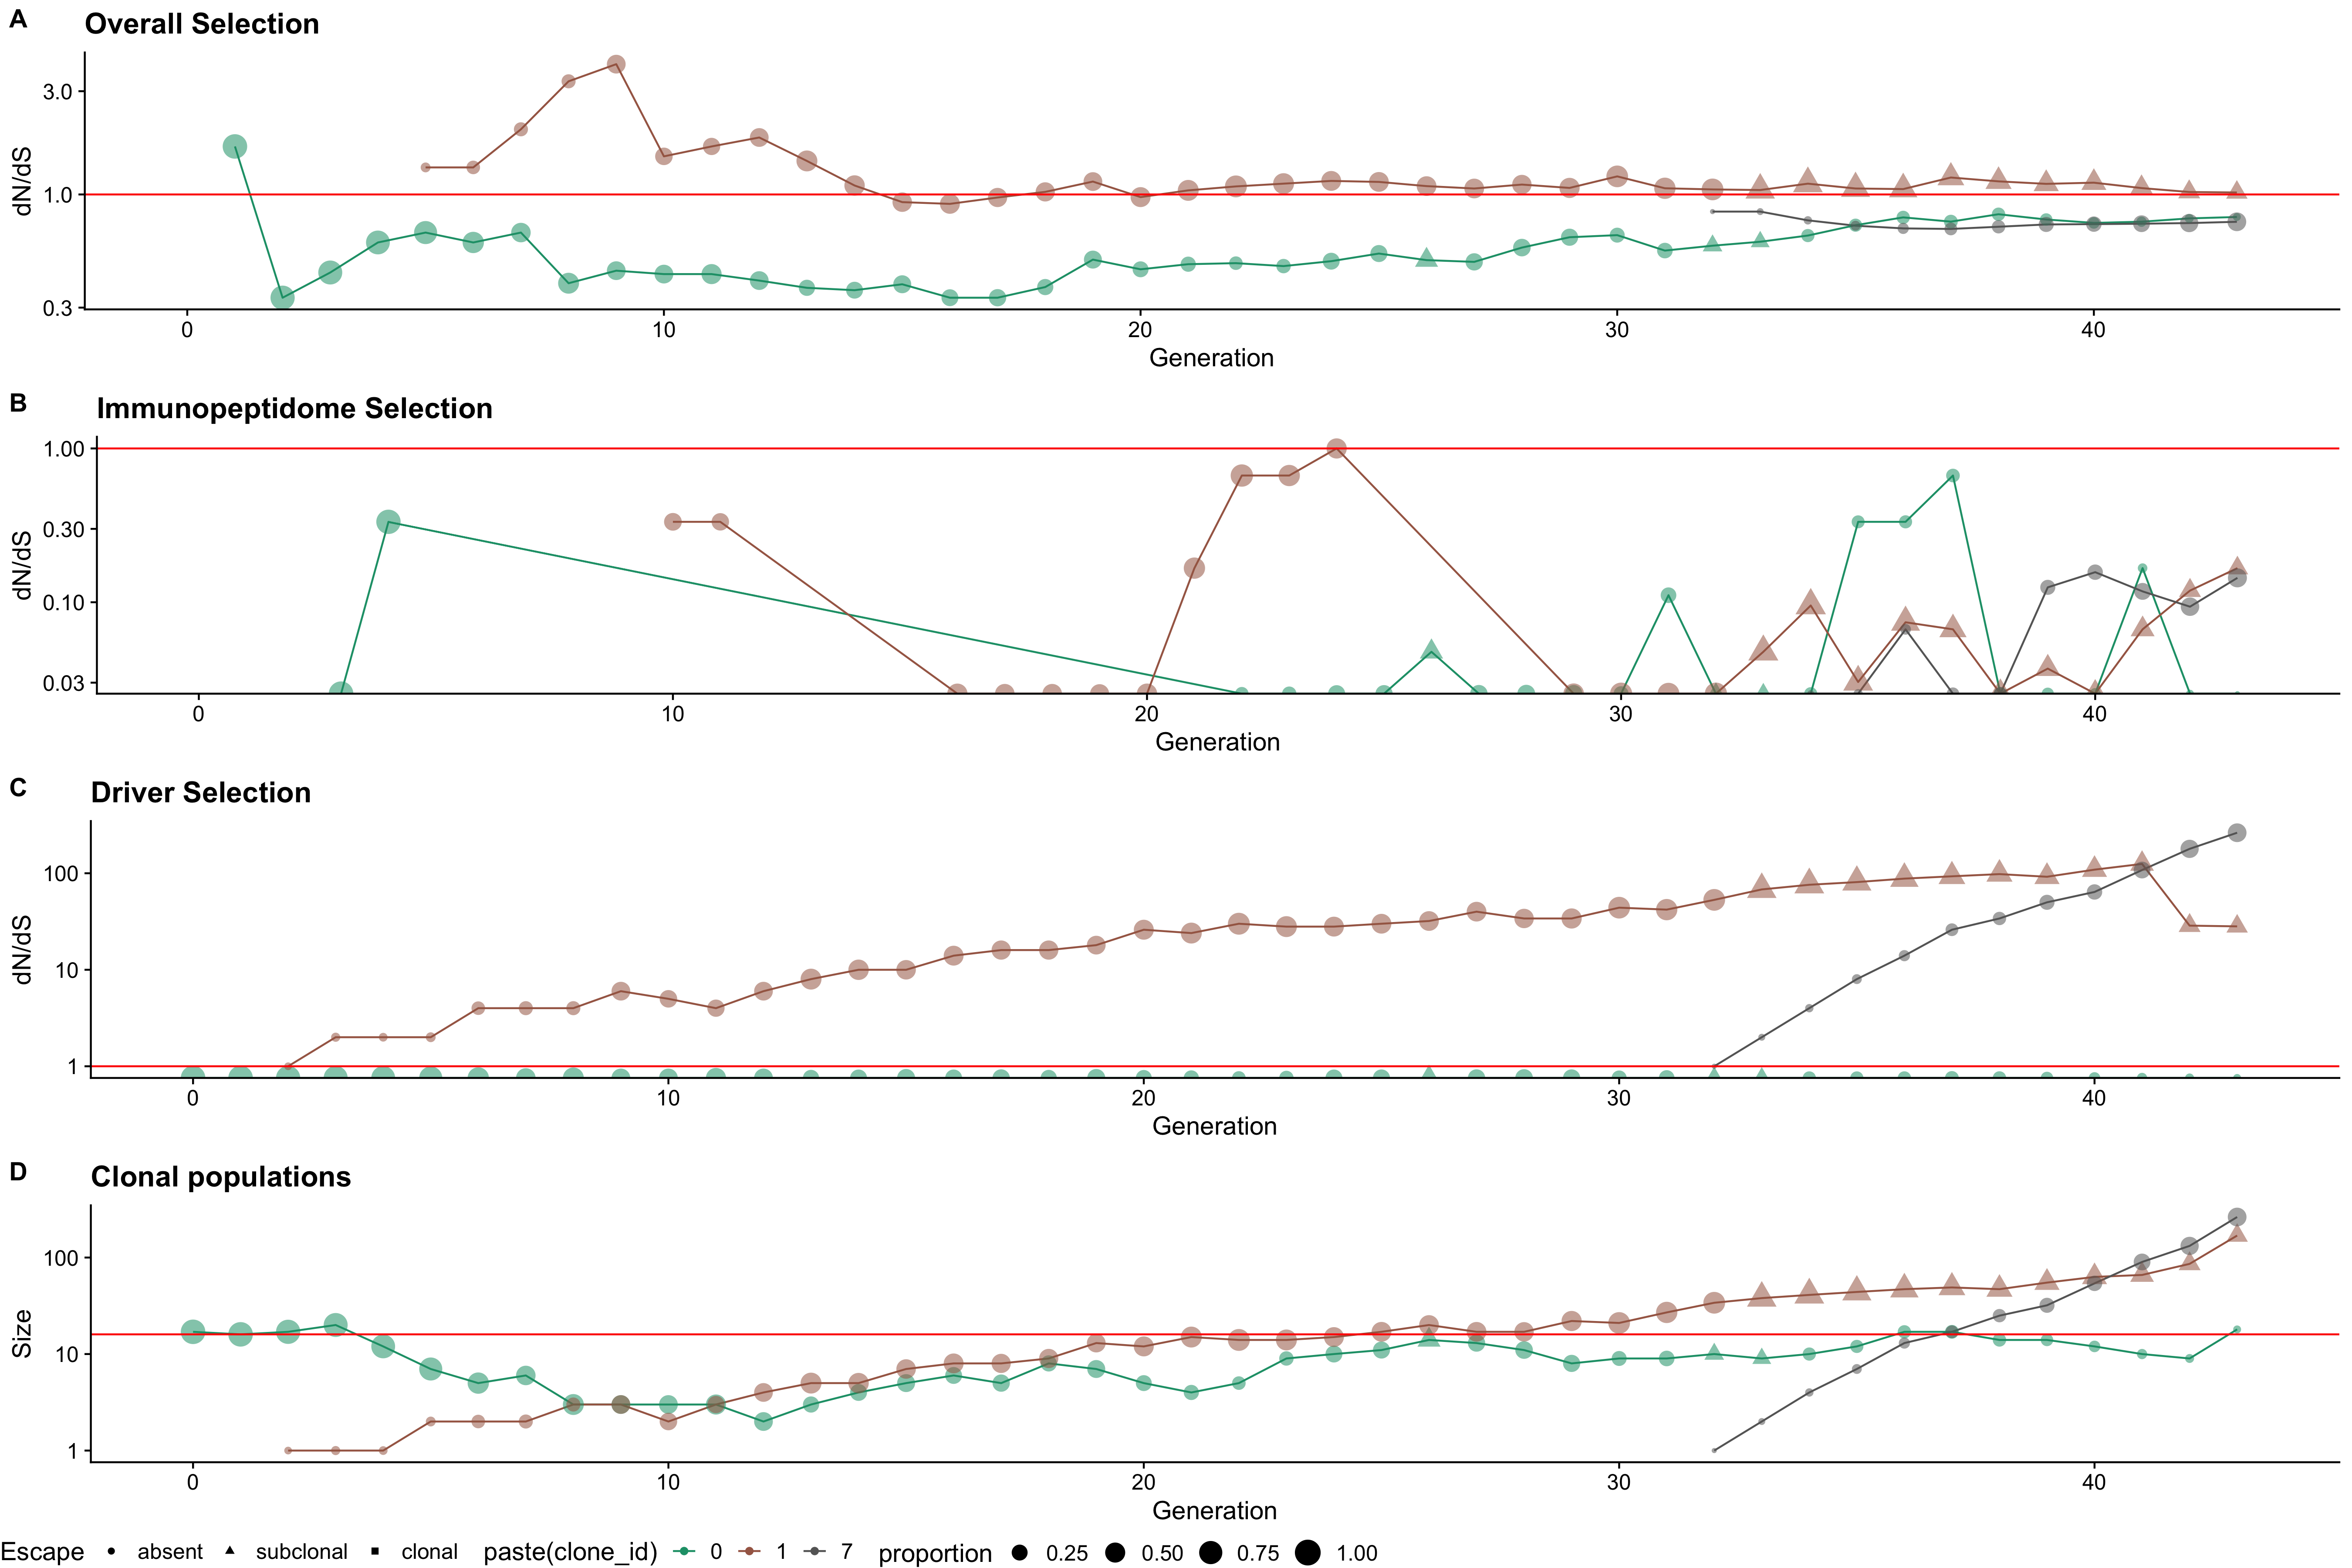 A
Overall Selection
dN/dS
3.0
1.0
0.3
0 10 20 30 40
Generation
B
Immunopeptidome Selection
dN/dS
1.00
0.30
0.10
0.03
0 10 20 30 40
Generation
C
Driver Selection
dN/dS
100
10
1
0 10 20 30 40
Generation
D
Clonal populations
Size
100
10
1
0 10 20 30 40
Generation
Escape absent subclonal clonal paste(clone_id) 0 1 7 proportion 0.25 0.50 0.75 1.00